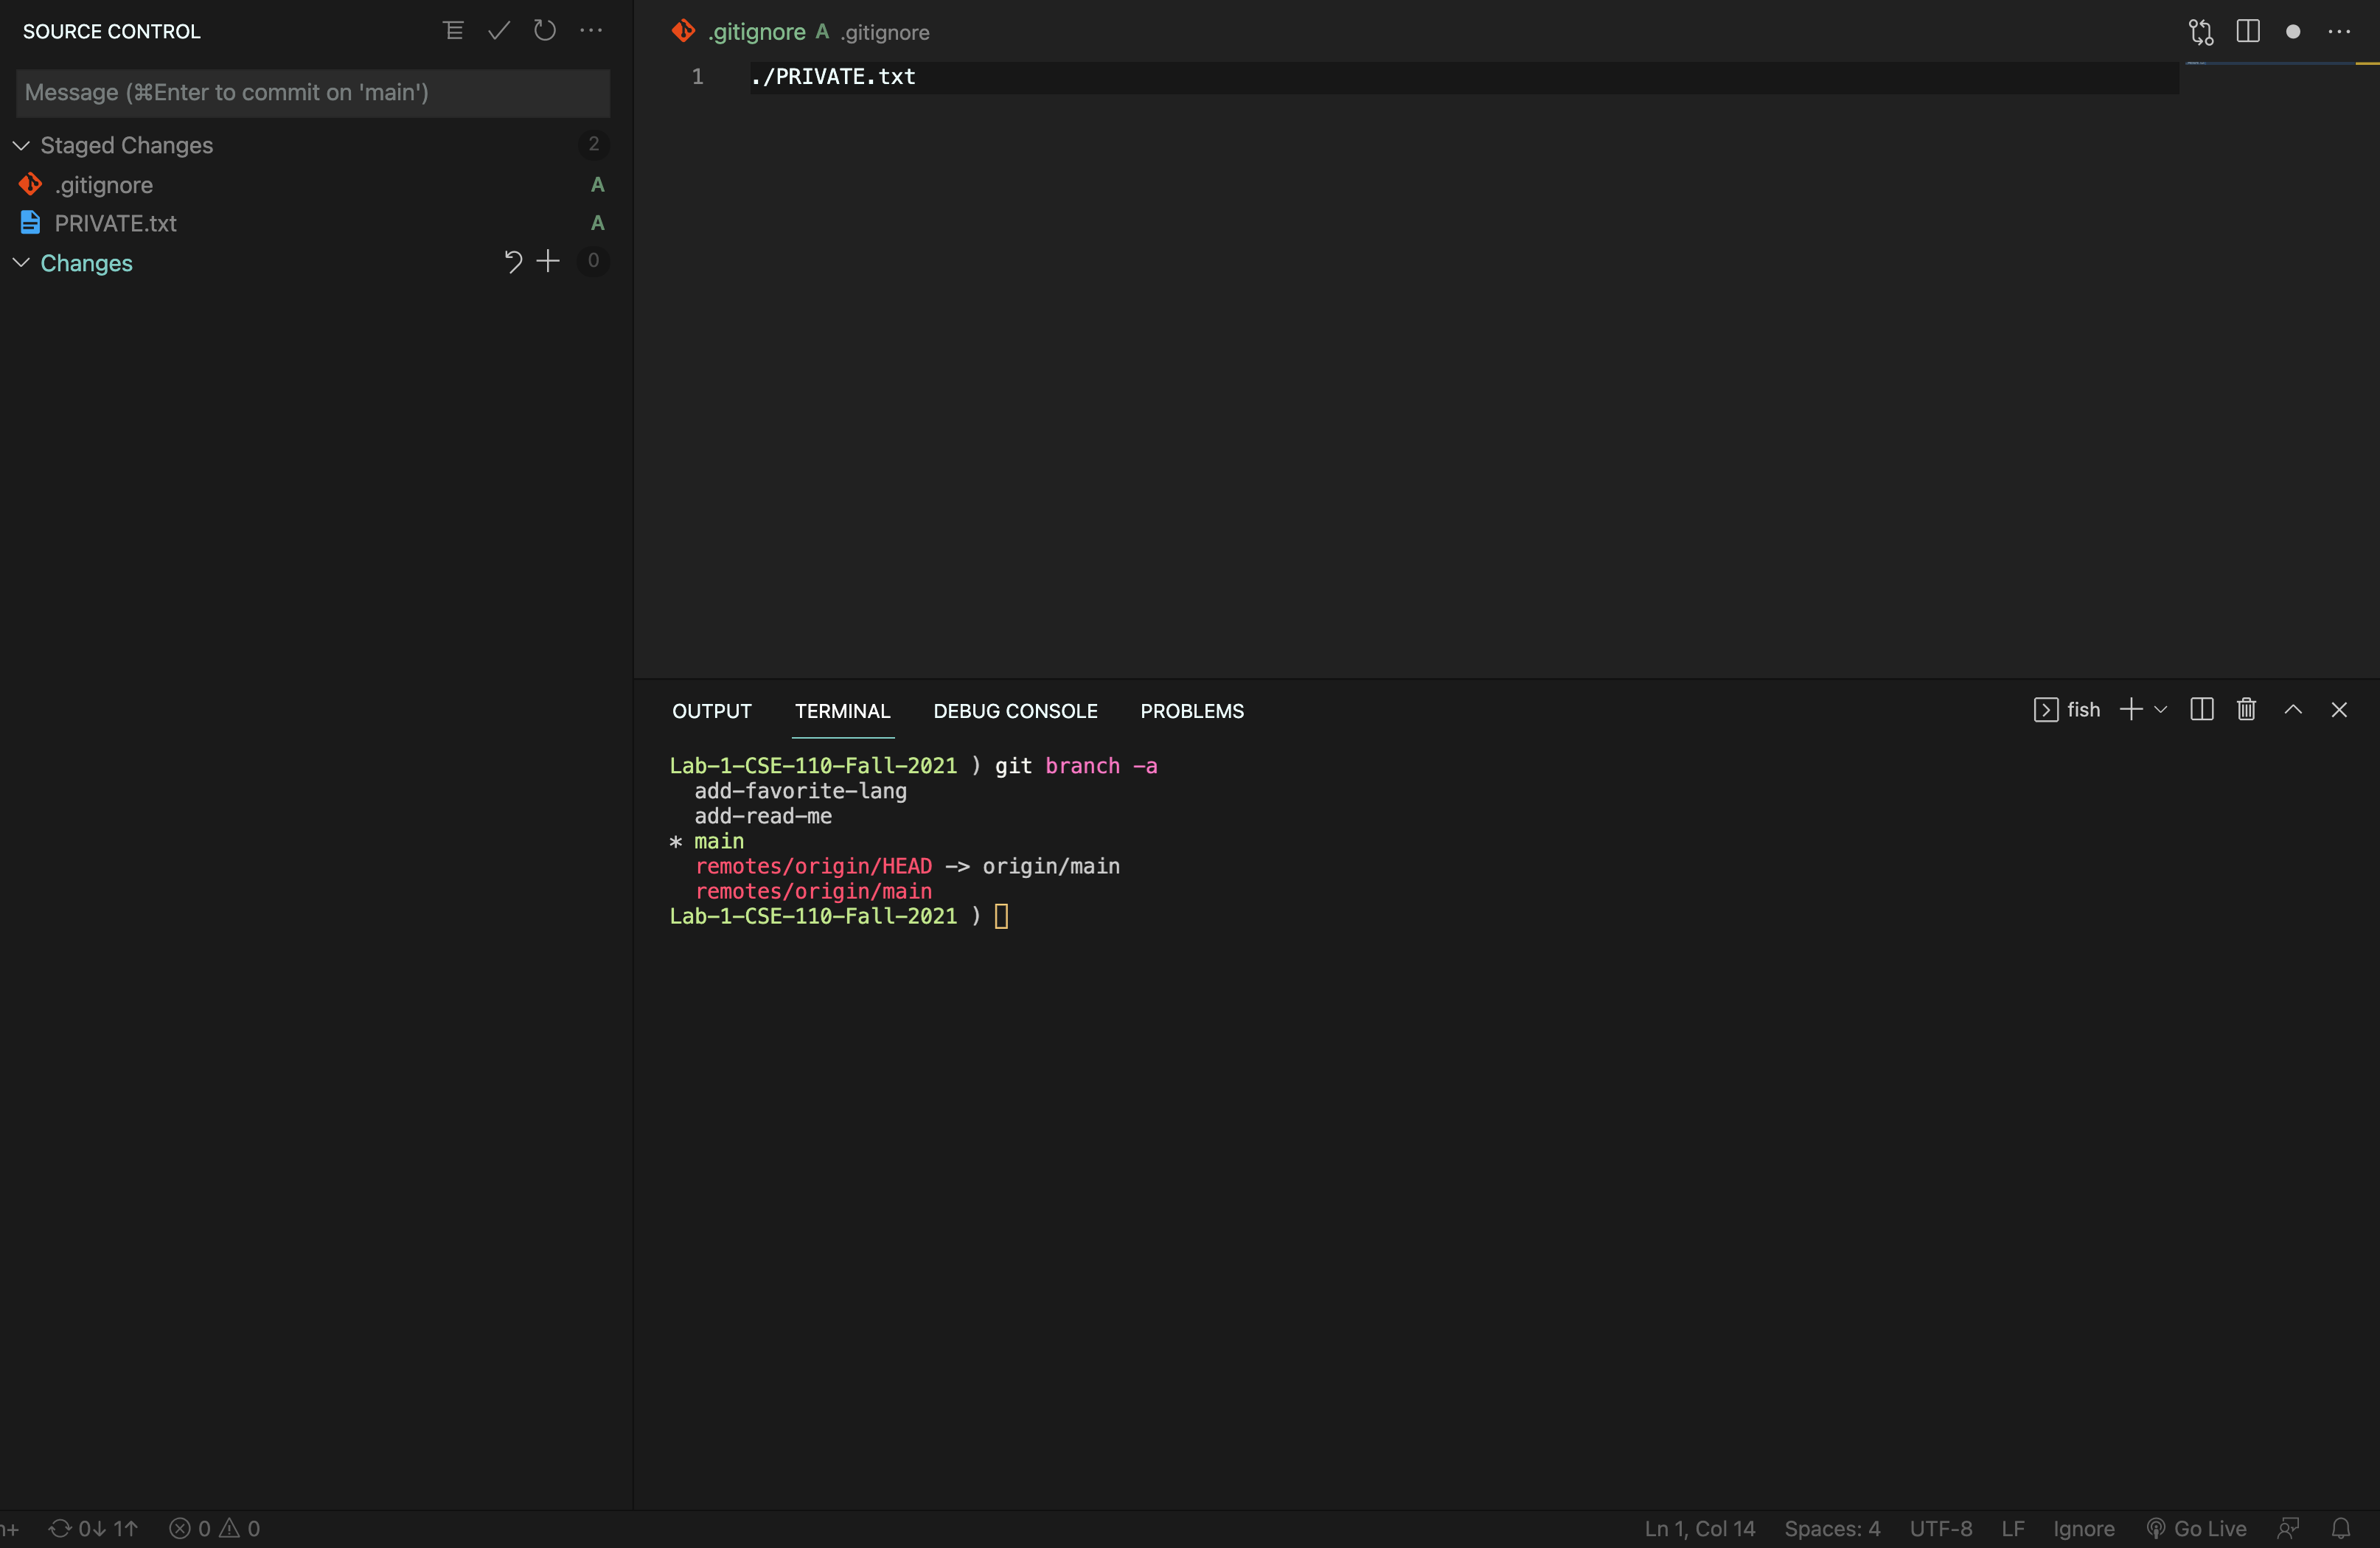 SOURCE CONTROL
Message (⌘Enter to commit on 'main')
Staged Changes 2
.gitignore A
PRIVATE.txt A
Changes 0
.gitignore A .gitignore
1 ./PRIVATE.txt
OUTPUT TERMINAL DEBUG CONSOLE PROBLEMS
fish
Lab-1-CSE-110-Fall-2021 ) git branch -a
add-favorite-lang
add-read-me
* main
remotes/origin/HEAD -> origin/main
remotes/origin/main
Lab-1-CSE-110-Fall-2021 )
0↓ 1↑ 0 0
Ln 1, Col 14 Spaces: 4 UTF-8 LF Ignore Go Live